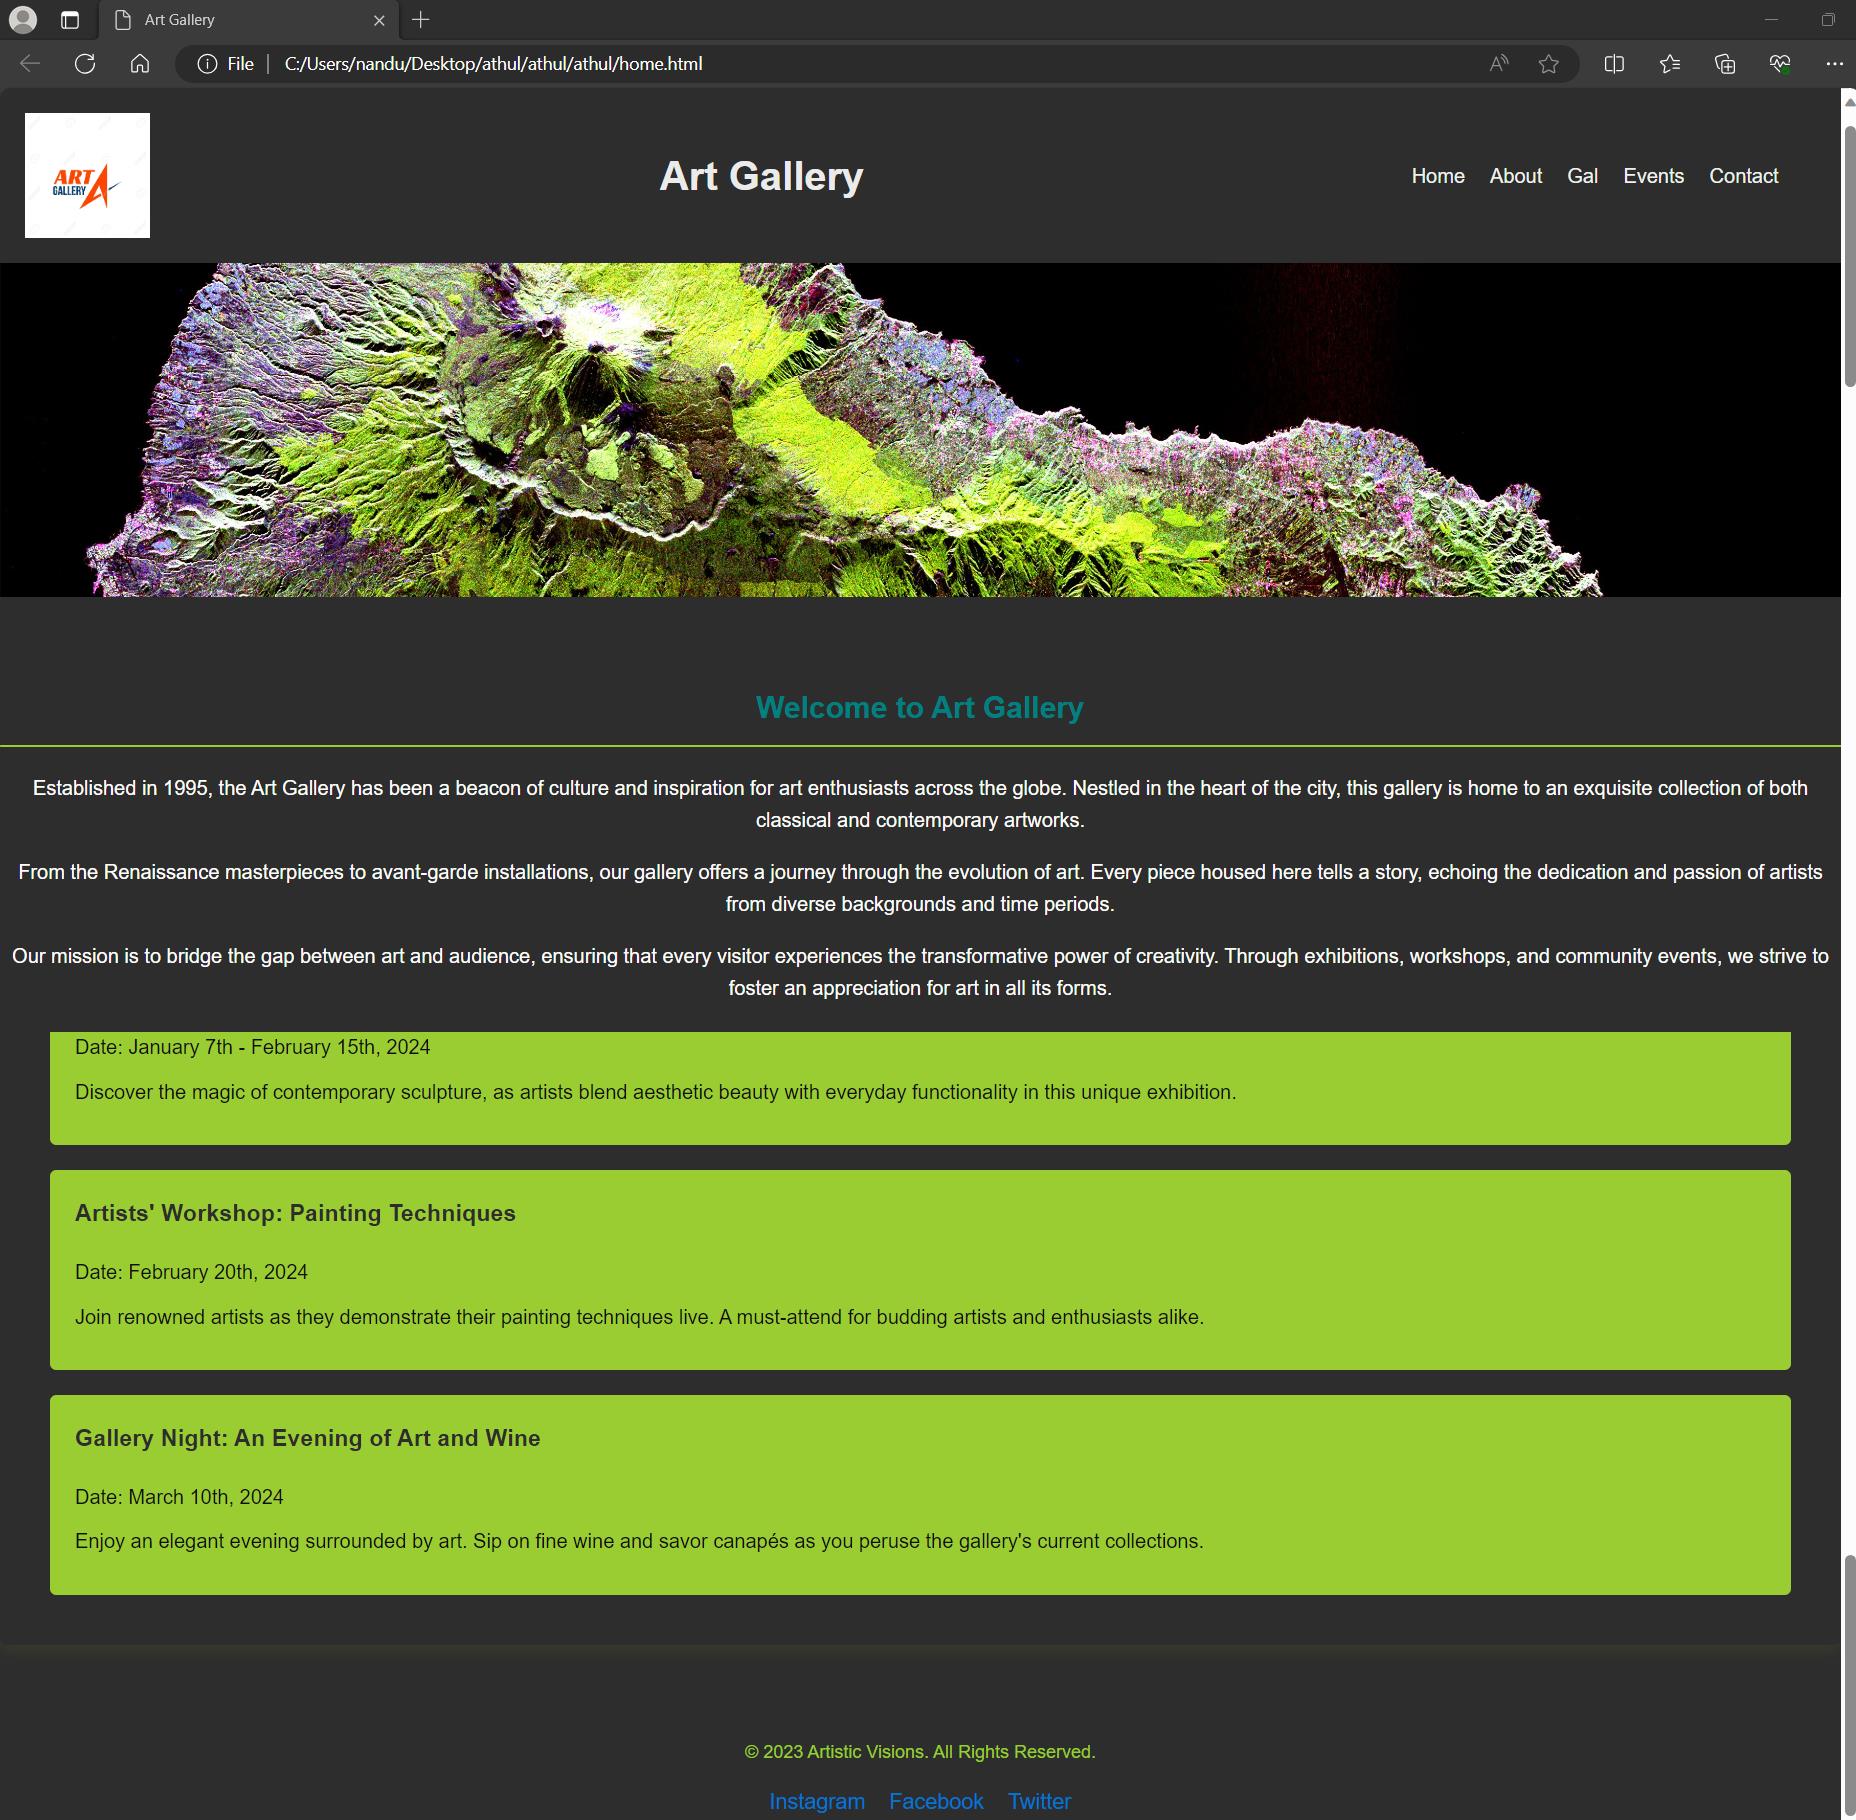 Art Gallery
File
C:/Users/nandu/Desktop/athul/athul/athul/home.html
ART
GALLERY
Art Gallery
Home About Gal Events Contact
Welcome to Art Gallery
Established in 1995, the Art Gallery has been a beacon of culture and inspiration for art enthusiasts across the globe. Nestled in the heart of the city, this gallery is home to an exquisite collection of both
classical and contemporary artworks.
From the Renaissance masterpieces to avant-garde installations, our gallery offers a journey through the evolution of art. Every piece housed here tells a story, echoing the dedication and passion of artists
from diverse backgrounds and time periods.
Our mission is to bridge the gap between art and audience, ensuring that every visitor experiences the transformative power of creativity. Through exhibitions, workshops, and community events, we strive to
foster an appreciation for art in all its forms.
Date: January 7th - February 15th, 2024
Discover the magic of contemporary sculpture, as artists blend aesthetic beauty with everyday functionality in this unique exhibition.
Artists' Workshop: Painting Techniques
Date: February 20th, 2024
Join renowned artists as they demonstrate their painting techniques live. A must-attend for budding artists and enthusiasts alike.
Gallery Night: An Evening of Art and Wine
Date: March 10th, 2024
Enjoy an elegant evening surrounded by art. Sip on fine wine and savor canapés as you peruse the gallery's current collections.
© 2023 Artistic Visions. All Rights Reserved.
Instagram Facebook Twitter